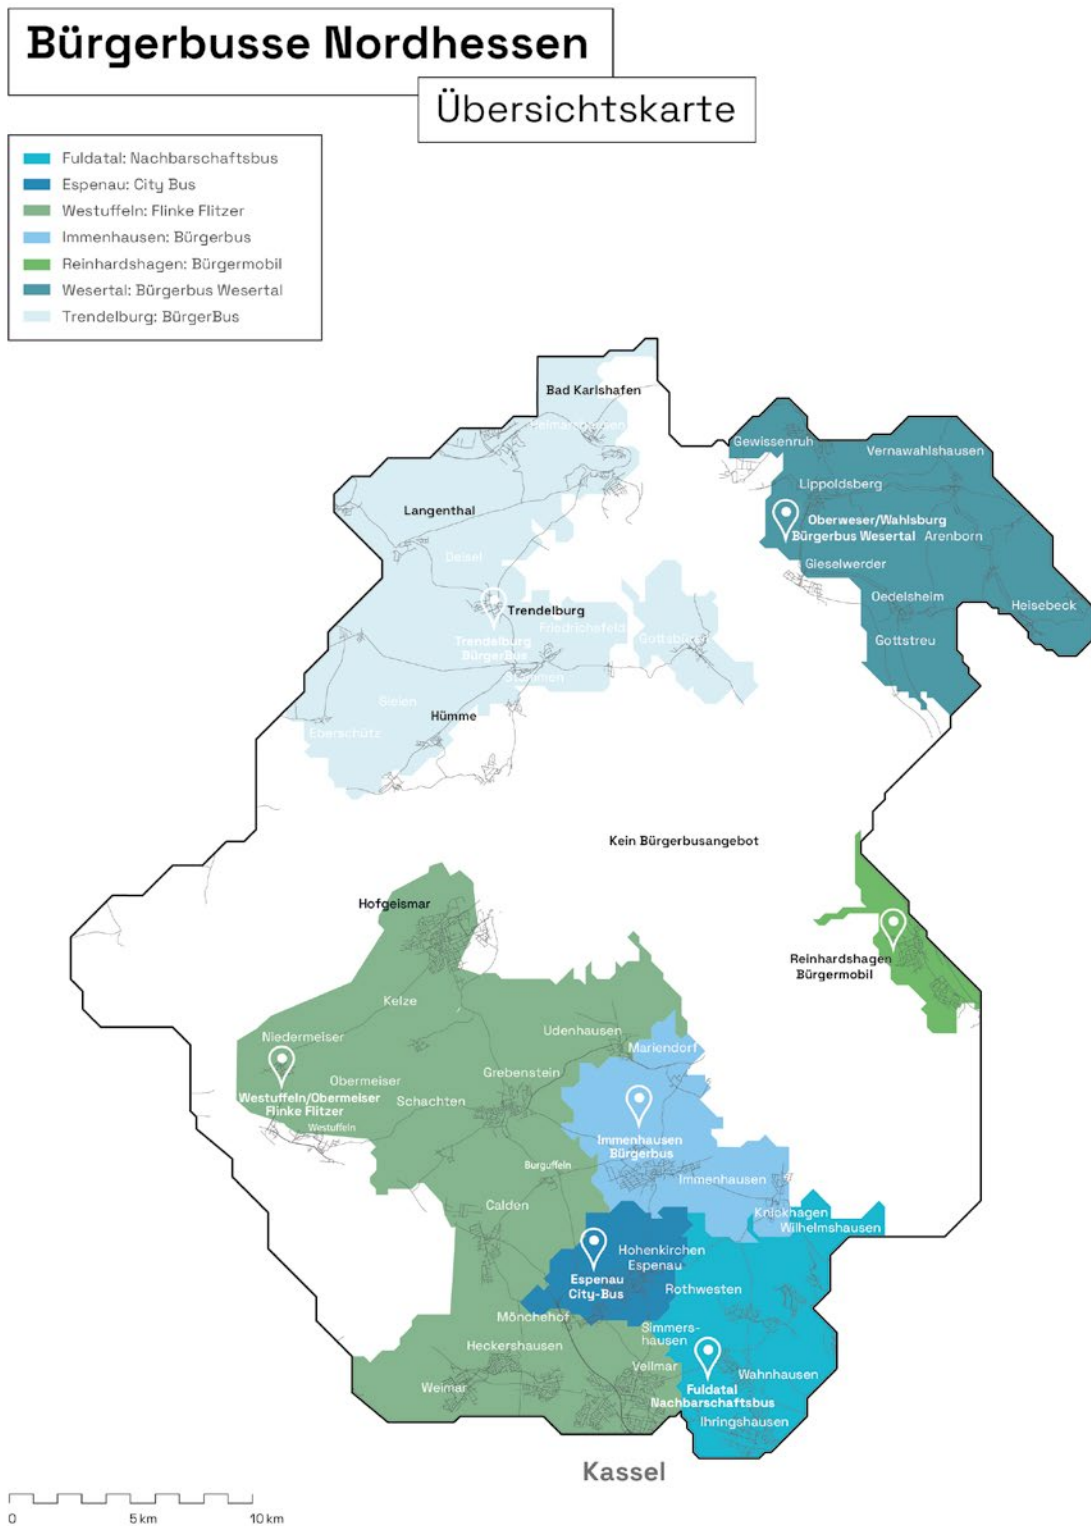 Bürgerbusse Nordhessen
Übersichtskarte
Fuldatal: Nachbarschaftsbus
Espenau: City Bus
Westuffeln: Flinke Flitzer
Immenhausen: Bürgerbus
Reinhardshagen: Bürgermobil
Wesertal: Bürgerbus Wesertal
Trendelburg: BürgerBus
Bad Karlshafen
Helmarshausen
Gewissenruh
Vernawahlshausen
Lippoldsberg
Langenthal
Oberweser/Wahlsburg
Bürgerbus Wesertal
Arenborn
Deisel
Gieselwerder
Oedelsheim
Heisebeck
Trendelburg
Friedrichsfeld
Gottsbüren
Gottstreu
Trendelburg
BürgerBus
Stammen
Sielen
Hümme
Eberschütz
Kein Bürgerbusangebot
Hofgeismar
Reinhardshagen
Bürgermobil
Kelze
Niedermeiser
Udenhausen
Mariendorf
Grebenstein
Obermeiser
Westuffeln/Obermeiser
Flinke Flitzer
Schachten
Westuffeln
Immenhausen
Bürgerbus
Burguffeln
Immenhausen
Calden
Knickhagen
Wilhelmshausen
Hohenkirchen
Espenau
Espenau
City-Bus
Rothwesten
Mönchehof
Simmers-
hausen
Heckershausen
Vellmar
Wahnhausen
Weimar
Fuldatal
Nachbarschaftsbus
Ihringshausen
Kassel
0 5 km 10 km